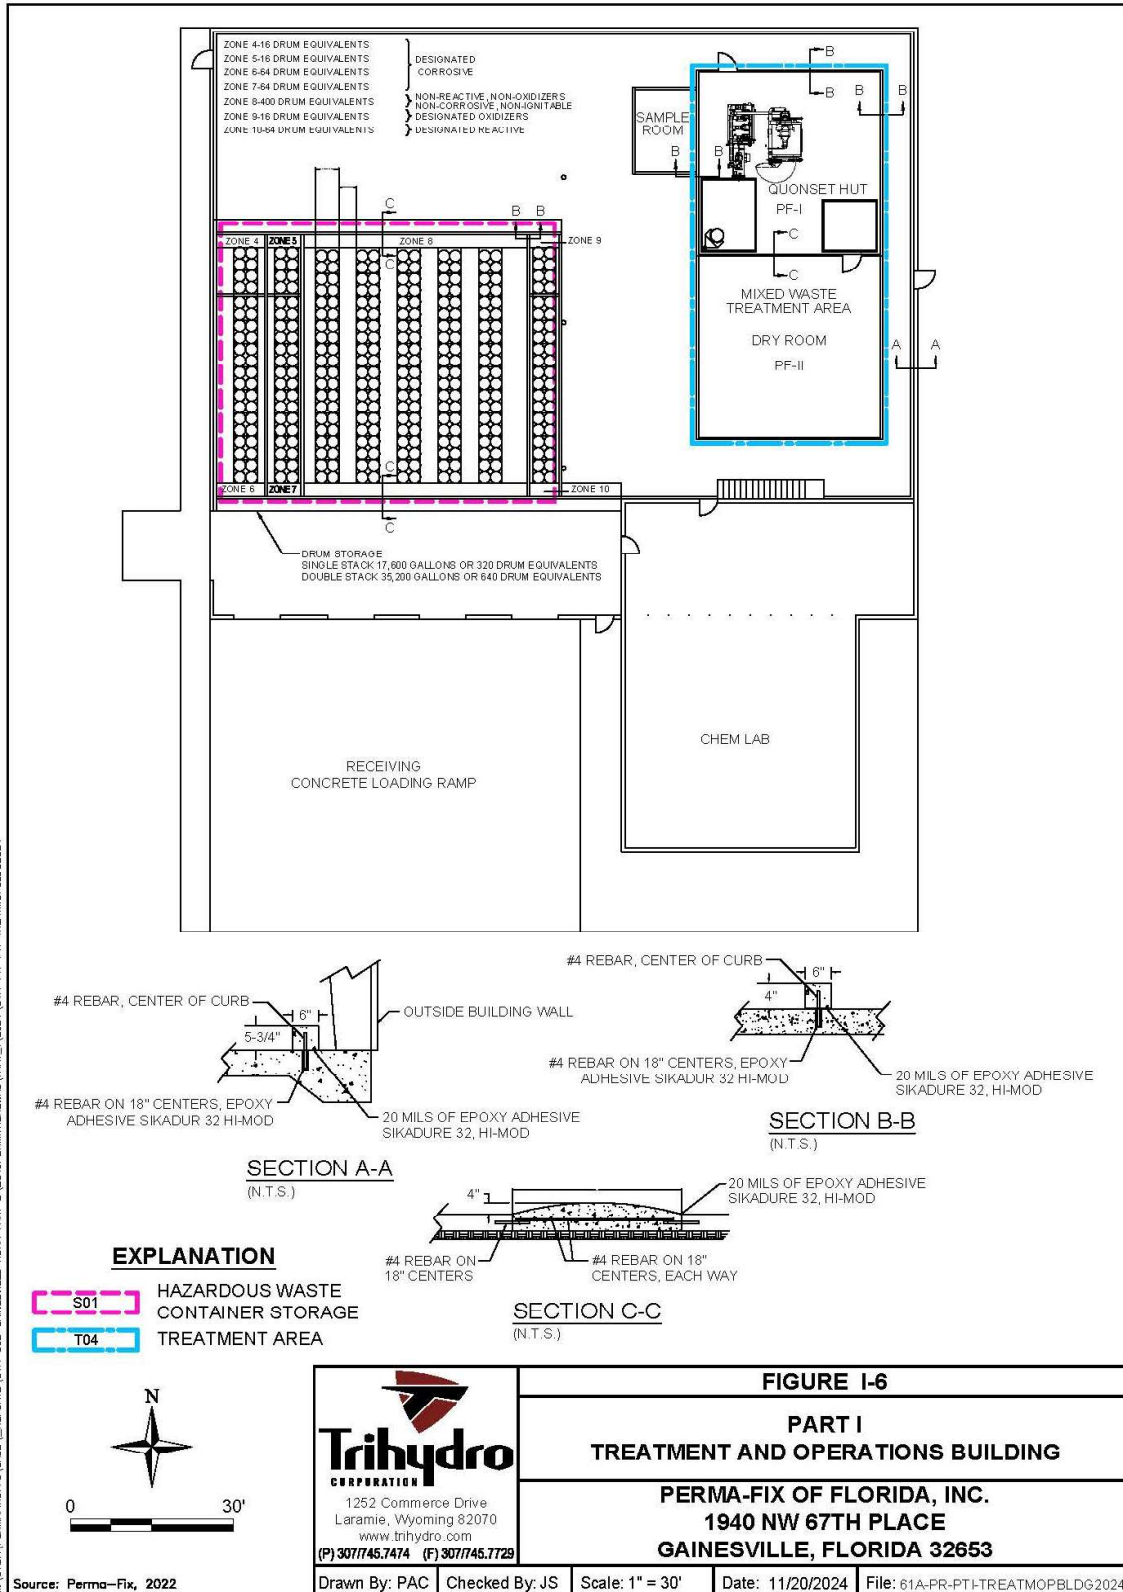 ZONE 4-16 DRUM EQUIVALENTS
ZONE 5-16 DRUM EQUIVALENTS
ZONE 6-64 DRUM EQUIVALENTS
ZONE 7-64 DRUM EQUIVALENTS
DESIGNATED
CORROSIVE
ZONE 8-400 DRUM EQUIVALENTS
NON-REACTIVE, NON-OXIDIZERS
NON-CORROSIVE, NON-IGNITABLE
ZONE 9-16 DRUM EQUIVALENTS
DESIGNATED OXIDIZERS
ZONE 10-64 DRUM EQUIVALENTS
DESIGNATED REACTIVE
B
B
B B
SAMPLE
ROOM
B B
QUONSET HUT
PF-I
C
C
C
C
B B
ZONE 4
ZONE 5
ZONE 8
ZONE 9
MIXED WASTE
TREATMENT AREA
DRY ROOM
PF-II
A A
C
C
ZONE 6
ZONE 7
ZONE 10
DRUM STORAGE
SINGLE STACK 17,600 GALLONS OR 320 DRUM EQUIVALENTS
DOUBLE STACK 35,200 GALLONS OR 640 DRUM EQUIVALENTS
CHEM LAB
RECEIVING
CONCRETE LOADING RAMP
#4 REBAR, CENTER OF CURB
6"
5-3/4"
OUTSIDE BUILDING WALL
#4 REBAR ON 18" CENTERS, EPOXY
ADHESIVE SIKADUR 32 HI-MOD
20 MILS OF EPOXY ADHESIVE
SIKADURE 32, HI-MOD
SECTION A-A
(N.T.S.)
#4 REBAR, CENTER OF CURB
6"
4"
#4 REBAR ON 18" CENTERS, EPOXY
ADHESIVE SIKADUR 32 HI-MOD
20 MILS OF EPOXY ADHESIVE
SIKADURE 32, HI-MOD
SECTION B-B
(N.T.S.)
4"
20 MILS OF EPOXY ADHESIVE
SIKADURE 32, HI-MOD
#4 REBAR ON
18" CENTERS
#4 REBAR ON 18"
CENTERS, EACH WAY
SECTION C-C
(N.T.S.)
EXPLANATION
S01
HAZARDOUS WASTE
CONTAINER STORAGE
T04
TREATMENT AREA
N
0 30'
Source: Perma-Fix, 2022
Trihydro
CORPORATION
1252 Commerce Drive
Laramie, Wyoming 82070
www.trihydro.com
(P) 307/745.7474 (F) 307/745.7729
FIGURE I-6
PART I
TREATMENT AND OPERATIONS BUILDING
PERMA-FIX OF FLORIDA, INC.
1940 NW 67TH PLACE
GAINESVILLE, FLORIDA 32653
Drawn By: PAC
Checked By: JS
Scale: 1" = 30'
Date: 11/20/2024
File: 61A-PR-PTI-TREATMOPBLDG2024